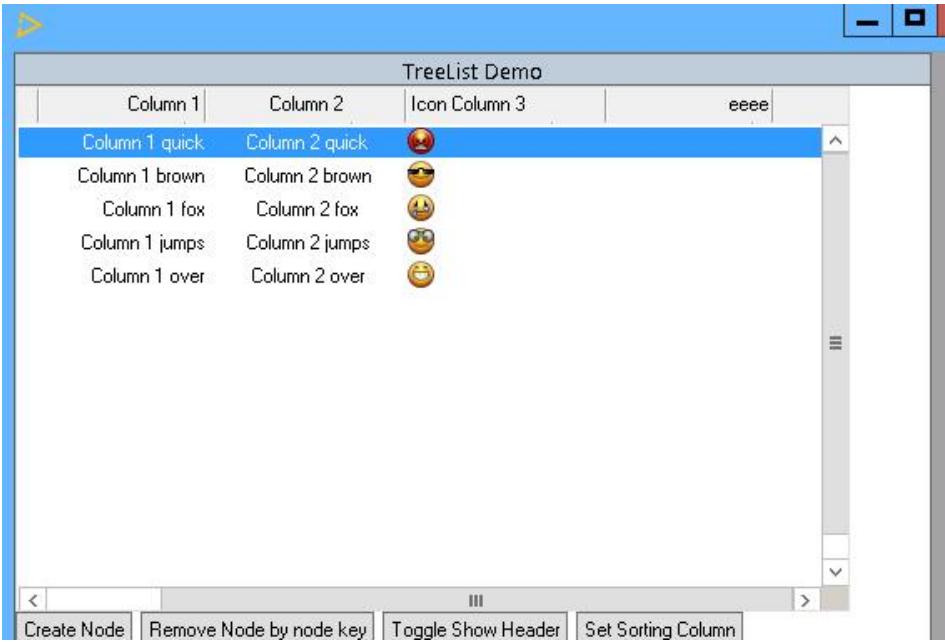 TreeList Demo
Column 1 Column 2 Icon Column 3 eeee
Column 1 quick Column 2 quick
Column 1 brown Column 2 brown
Column 1 fox Column 2 fox
Column 1 jumps Column 2 jumps
Column 1 over Column 2 over
Create Node Remove Node by node key Toggle Show Header Set Sorting Column